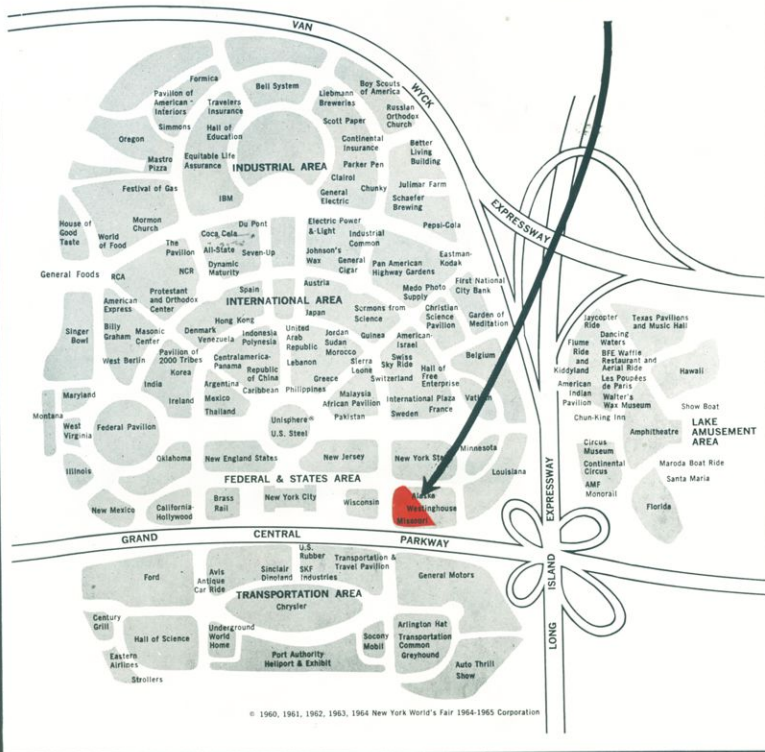 VAN
WYCK
EXPRESSWAY
Formica
Bell System
Boy Scouts
of America
Pavilion of
American
Interiors
Travelers
Insurance
Liebmann
Breweries
Russian
Orthodox
Church
Simmons
Hall of
Education
Scott Paper
Oregon
Continental
Insurance
Better
Living
Building
Mastro
Pizza
Equitable Life
Assurance
INDUSTRIAL AREA
Parker Pen
Clairol
Festival of Gas
IBM
General
Electric
Chunky
Julimar Farm
Schaefer
Brewing
House of
Good
Taste
World
of Food
Mormon
Church
Du Pont
Coca Cola
Electric Power
& Light
Industrial
Common
Pepsi-Cola
The
Pavilion
All-State
Seven-Up
Johnson's
Wax
General
Cigar
Pan American
Highway Gardens
Eastman-
Kodak
General Foods
RCA
NCR
Dynamic
Maturity
Austria
Medo Photo
Supply
First National
City Bank
American
Express
Protestant
and Orthodox
Center
Spain
INTERNATIONAL AREA
Japan
Sermons from
Science
Christian
Science
Pavilion
Garden of
Meditation
Singer
Bowl
Billy
Graham
Masonic
Center
Denmark
Hong Kong
Venezuela
Indonesia
Polynesia
United
Arab
Republic
Jordan
Sudan
Morocco
Guinea
American-
Israel
West Berlin
Pavilion of
2000 Tribes
Korea
Centralamerica-
Panama
Republic
of China
Lebanon
Sierra
Leone
Swiss
Sky Ride
Switzerland
Hall of
Free
Enterprise
Belgium
India
Argentina
Caribbean
Philippines
Greece
Maryland
Ireland
Mexico
Thailand
Malaysia
African Pavilion
Pakistan
International Plaza
Sweden
France
Montana
West
Virginia
Federal Pavilion
Unisphere®
U.S. Steel
Illinois
Oklahoma
New England States
New Jersey
Minnesota
Louisiana
FEDERAL & STATES AREA
New Mexico
California-
Hollywood
Brass
Rail
New York City
Wisconsin
Alaska
Westinghouse
Missouri
Jaycopter
Ride
Texas Pavilions
and Music Hall
Flume
Ride
and
Kiddyland
Dancing
Waters
BFE Waffle
Restaurant and
Aerial Ride
Les Poupées
de Paris
Walter's
Wax Museum
Hawaii
American
Indian
Pavilion
Chun-King Inn
Show Boat
LAKE
AMUSEMENT
AREA
Amphitheatre
Circus
Museum
Continental
Circus
AMF
Monorail
Maroda Boat Ride
Santa Maria
Florida
GRAND CENTRAL PARKWAY
LONG ISLAND EXPRESSWAY
Ford
Avis
Antique
Car Ride
Sinclair
Dinoland
U.S.
Rubber
SKF
Industries
Transportation &
Travel Pavilion
General Motors
TRANSPORTATION AREA
Chrysler
Century
Grill
Hall of Science
Underground
World
Home
Port Authority
Heliport & Exhibit
Socony
Mobil
Arlington Hat
Transportation
Common
Greyhound
Eastern
Airlines
Strollers
Auto Thrill
Show
© 1960, 1961, 1962, 1963, 1964 New York World's Fair 1964-1965 Corporation